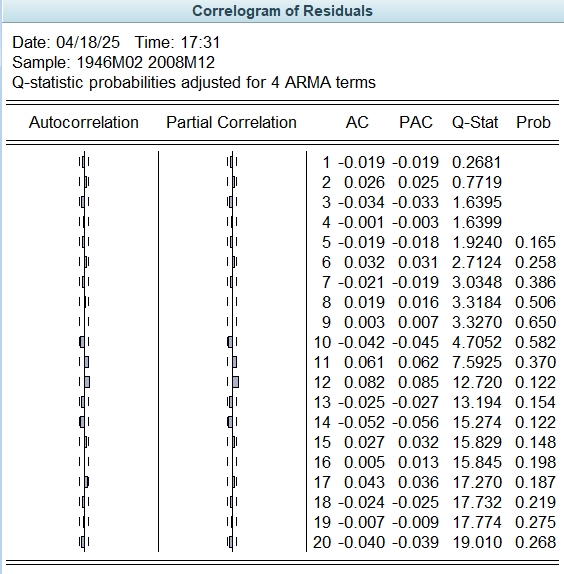 Correlogram of Residuals
Date: 04/18/25 Time: 17:31
Sample: 1946M02 2008M12
Q-statistic probabilities adjusted for 4 ARMA terms
Autocorrelation Partial Correlation AC PAC Q-Stat Prob
1 -0.019 -0.019 0.2681
2 0.026 0.025 0.7719
3 -0.034 -0.033 1.6395
4 -0.001 -0.003 1.6399
5 -0.019 -0.018 1.9240 0.165
6 0.032 0.031 2.7124 0.258
7 -0.021 -0.019 3.0348 0.386
8 0.019 0.016 3.3184 0.506
9 0.003 0.007 3.3270 0.650
10 -0.042 -0.045 4.7052 0.582
11 0.061 0.062 7.5925 0.370
12 0.082 0.085 12.720 0.122
13 -0.025 -0.027 13.194 0.154
14 -0.052 -0.056 15.274 0.122
15 0.027 0.032 15.829 0.148
16 0.005 0.013 15.845 0.198
17 0.043 0.036 17.270 0.187
18 -0.024 -0.025 17.732 0.219
19 -0.007 -0.009 17.774 0.275
20 -0.040 -0.039 19.010 0.268